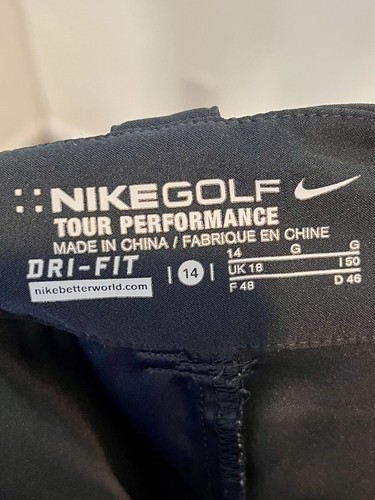 NIKEGOLF
TOUR PERFORMANCE
MADE IN CHINA / FABRIQUE EN CHINE
DRI-FIT
nikebetterworld.com
14
14 G G
UK 16 I 50
F 48 D 46